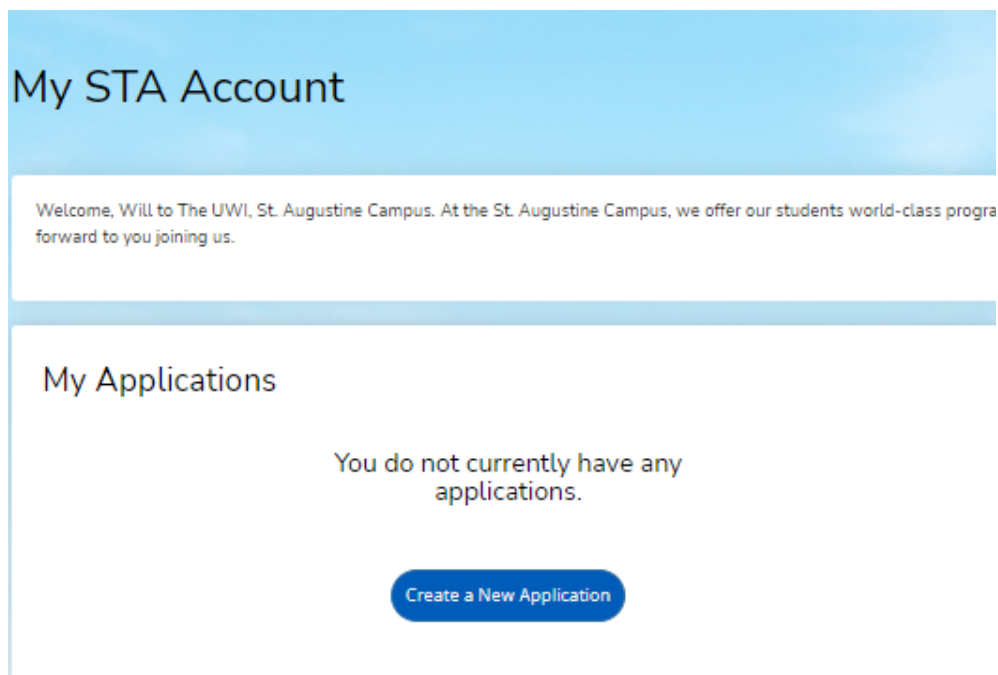 My STA Account
Welcome, Will to The UWI, St. Augustine Campus. At the St. Augustine Campus, we offer our students world-class progra
forward to you joining us.
My Applications
You do not currently have any
applications.
Create a New Application